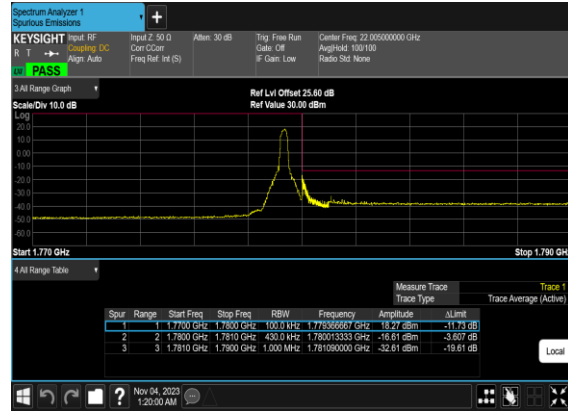 Spectrum Analyzer 1
Spurious Emissions
+
KEYSIGHT Input: RF Input Z: 50 Ω Atten: 30 dB Trig: Free Run Center Freq: 22.005000000 GHz
R T Coupling: DC Corr CCorr Gate: Off Avg|Hold: 100/100
Align: Auto Freq Ref: Int (S) IF Gain: Low Radio Std: None
PASS
3 All Range Graph
Ref Lvl Offset 25.60 dB
Scale/Div 10.0 dB Ref Value 30.00 dBm
Log
20.0
10.0
0.00
-10.0
-20.0
-30.0
-40.0
-50.0
-60.0
Start 1.770 GHz Stop 1.790 GH
4 All Range Table
Measure Trace Trace 1
Trace Type Trace Average (Active)
Spur Range Start Freq Stop Freq RBW Frequency Amplitude ΔLimit
1 1 1.7700 GHz 1.7800 GHz 100.0 kHz 1.779366667 GHz 18.27 dBm -11.73 dB
2 2 1.7800 GHz 1.7810 GHz 430.0 kHz 1.780013333 GHz -16.61 dBm -3.607 dB
3 3 1.7810 GHz 1.7900 GHz 1.000 MHz 1.781090000 GHz -32.61 dBm -19.61 dB
Local
? Nov 04, 2023
1:20:00 AM